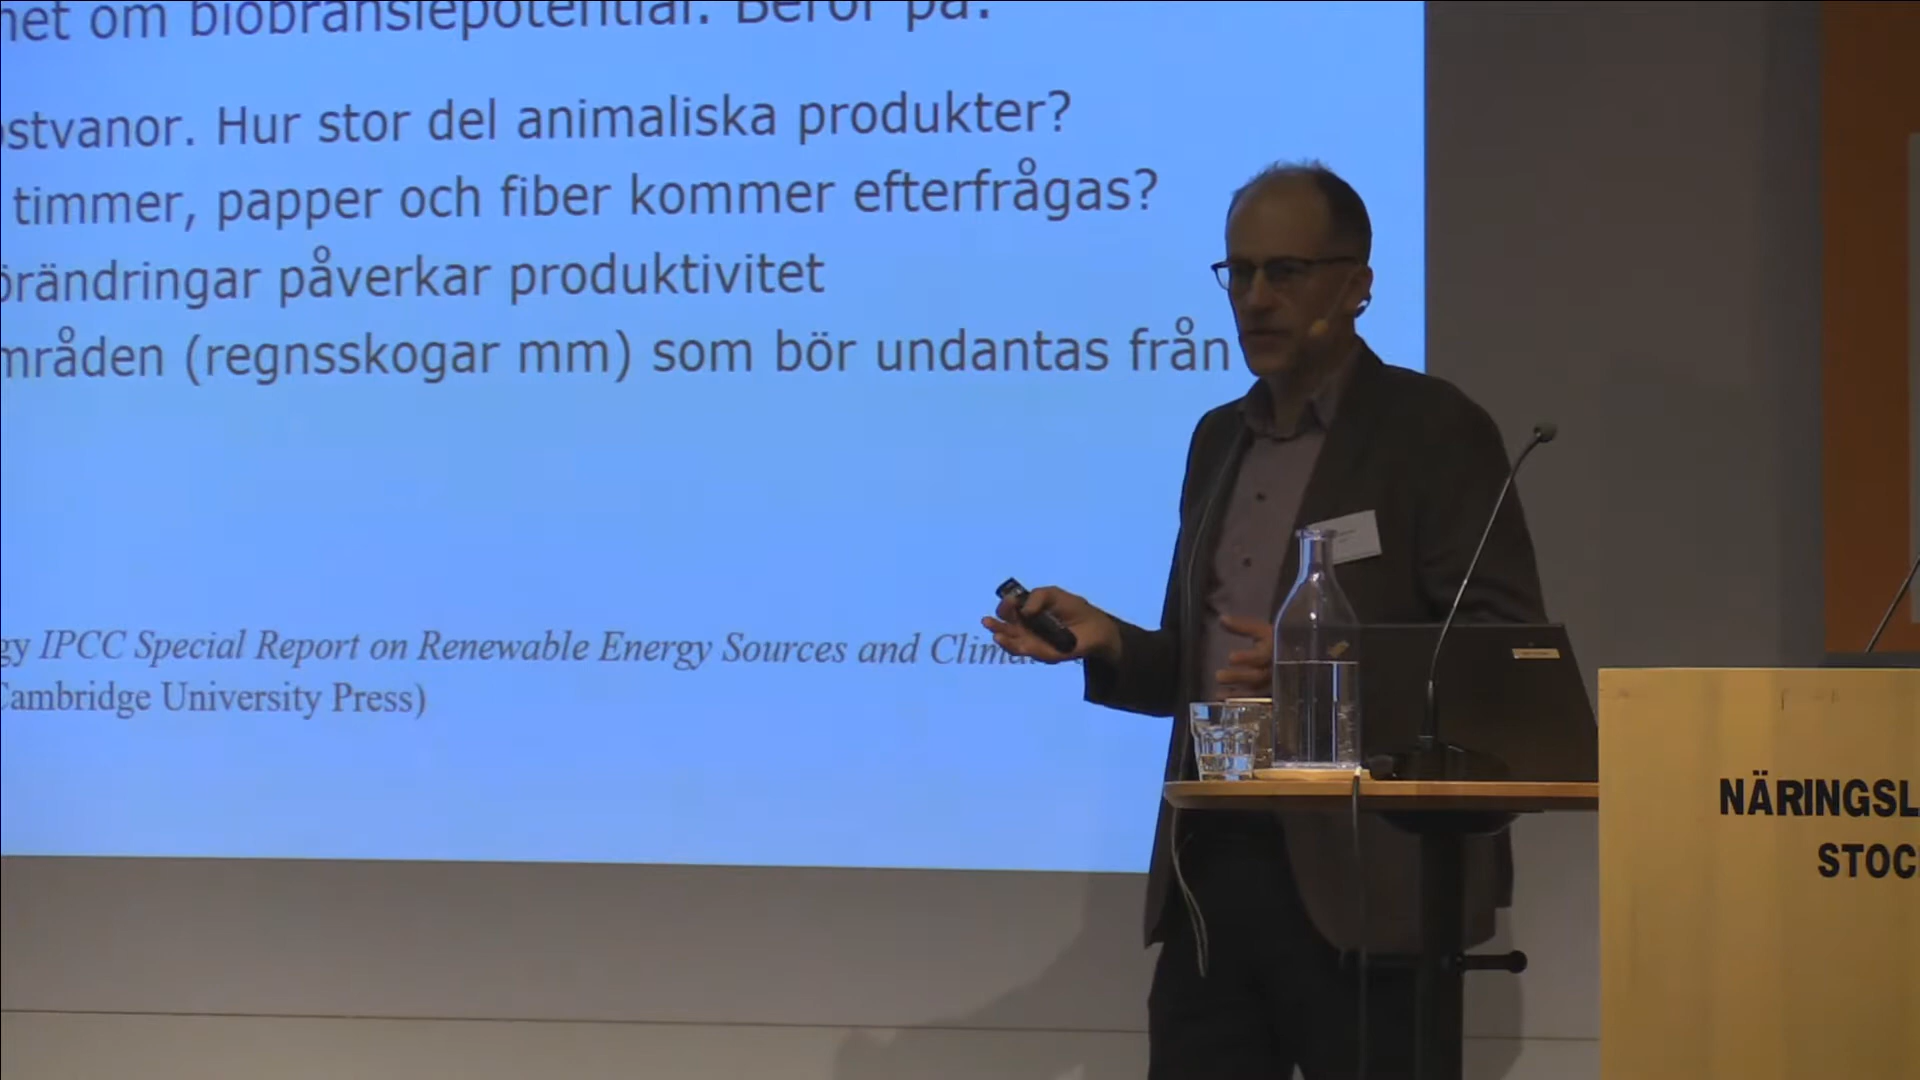 net om biobränslepotential. Beror på:
ostvanor. Hur stor del animaliska produkter?
timmer, papper och fiber kommer efterfrågas?
örändringar påverkar produktivitet
mråden (regnsskogar mm) som bör undantas från
gy IPCC Special Report on Renewable Energy Sources and Clima
Cambridge University Press)
NÄRINGSL
STOC